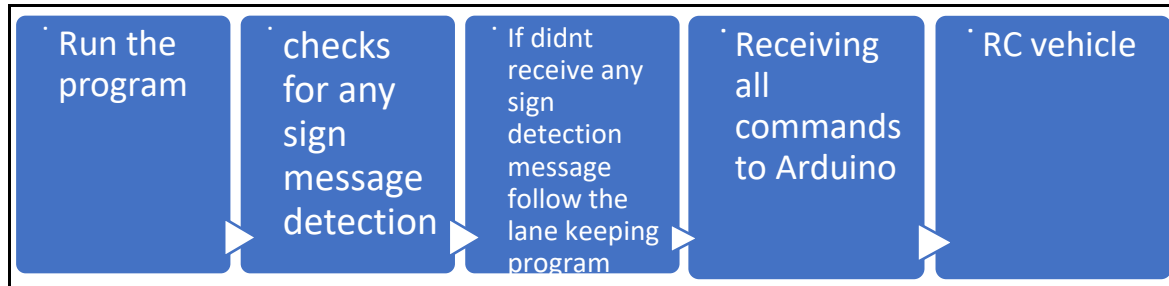 · Run the
program
· checks
for any
sign
message
detection
· If didnt
receive any
sign
detection
message
follow the
lane keeping
program
· Receiving
all
commands
to Arduino
· RC vehicle